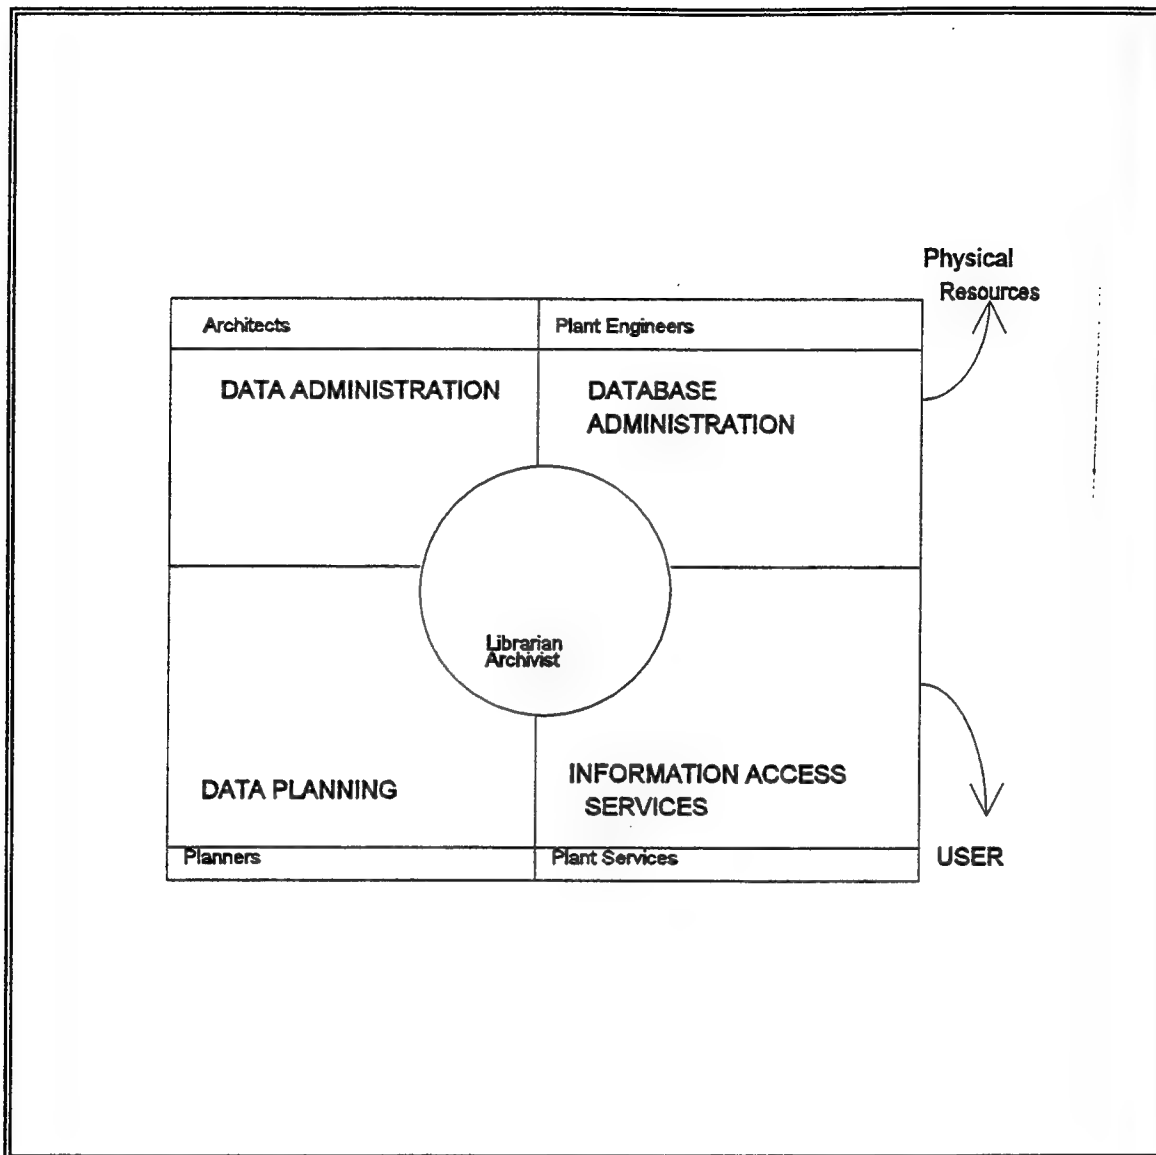 Physical
Resources
Architects
Plant Engineers
DATA ADMINISTRATION
DATABASE
ADMINISTRATION
Librarian
Archivist
DATA PLANNING
INFORMATION ACCESS
SERVICES
Planners
Plant Services
USER